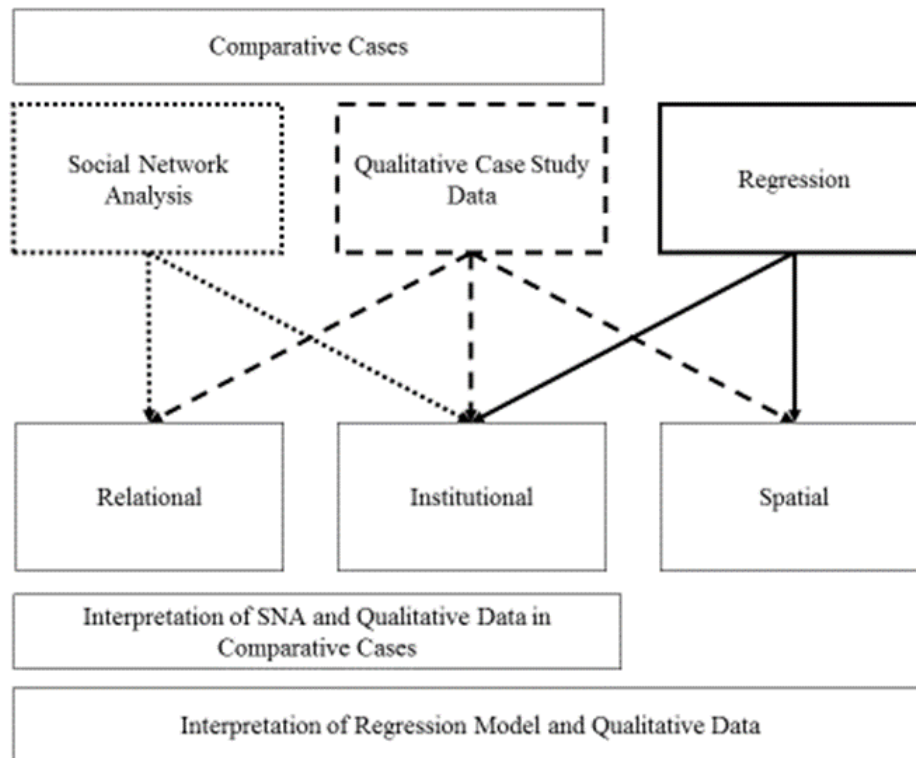 Comparative Cases
Social Network
Analysis
Qualitative Case Study
Data
Regression
Relational
Institutional
Spatial
Interpretation of SNA and Qualitative Data in
Comparative Cases
Interpretation of Regression Model and Qualitative Data